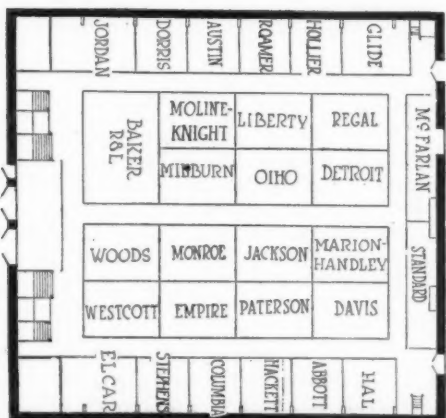 JORDAN
DORRIS
AUSTIN
ROAMER
HOLLIER
GLIDE
BAKER
R&L
MOLINE-
KNIGHT
LIBERTY
REGAL
MILBURN
OIHO
DETROIT
McFARLAN
STANDARD
WOODS
MONROE
JACKSON
MARION-
HANDLEY
WESTCOTT
EMPIRE
PATERSON
DAVIS
ELCAR
STEPHENS
COLUMBIA
HACKETT
ABBOTT
HAL